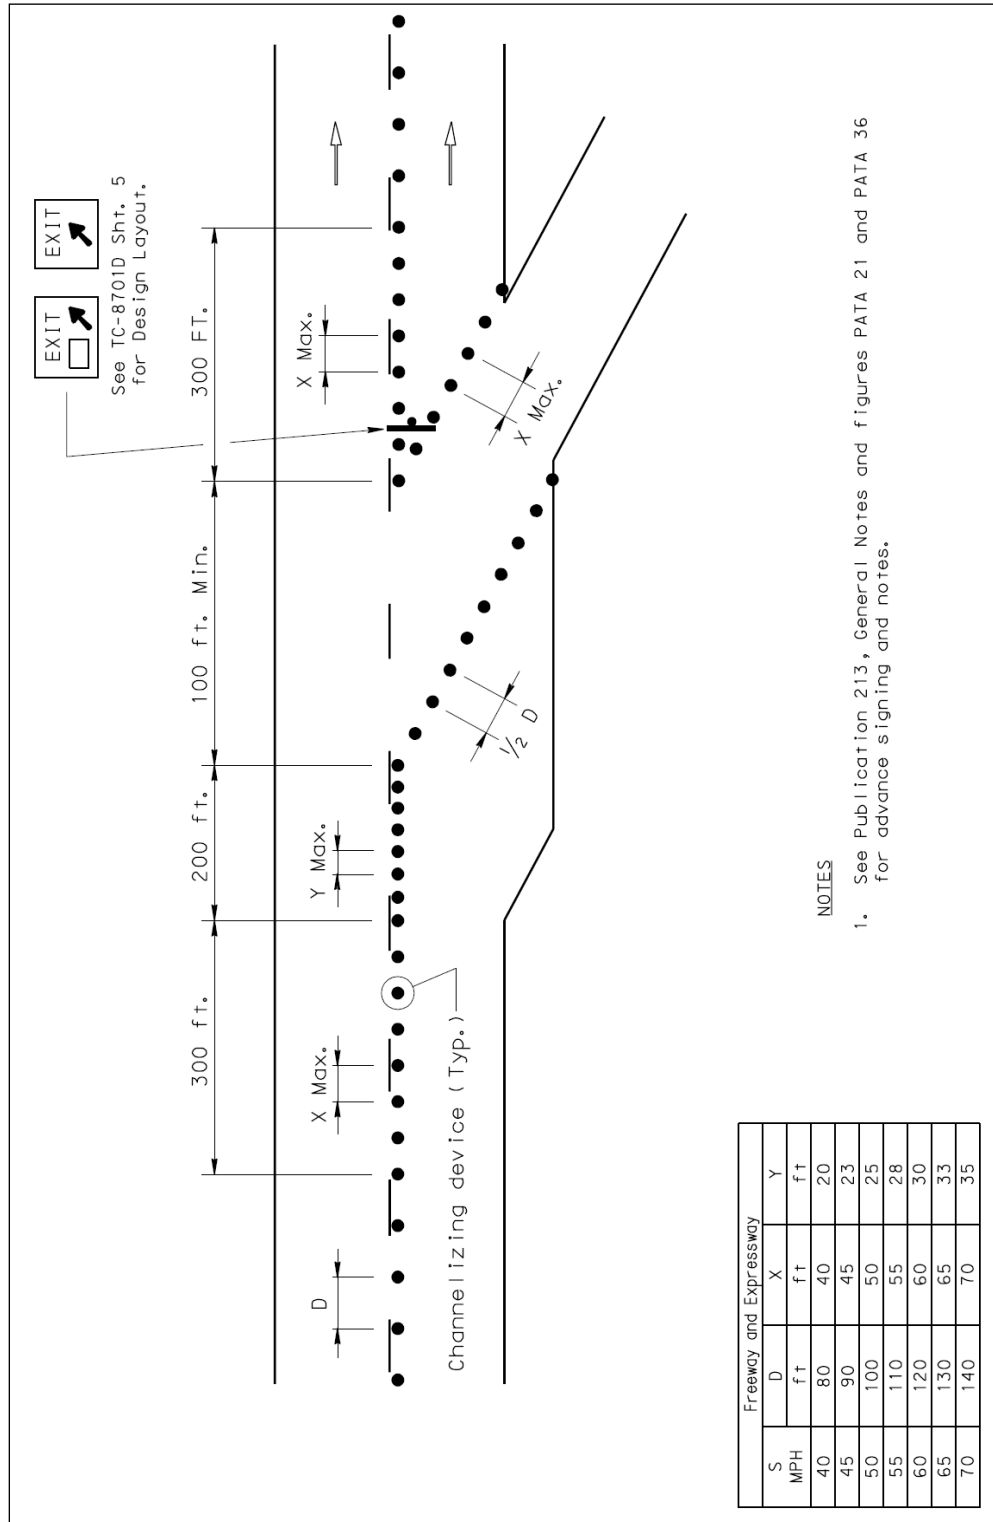 EXIT
EXIT
See TC-8701D Sht. 5
for Design Layout.
300 ft.
200 ft.
100 ft. Min.
300 FT.
D
X Max.
Y Max.
X Max.
Channelizing device (Typ.)
1/2 D
X Max.
NOTES
1. See Publication 213, General Notes and figures PATA 21 and PATA 36
for advance signing and notes.
Freeway and Expressway
S D X Y
MPH ft ft ft
40 80 40 20
45 90 45 23
50 100 50 25
55 110 55 28
60 120 60 30
65 130 65 33
70 140 70 35